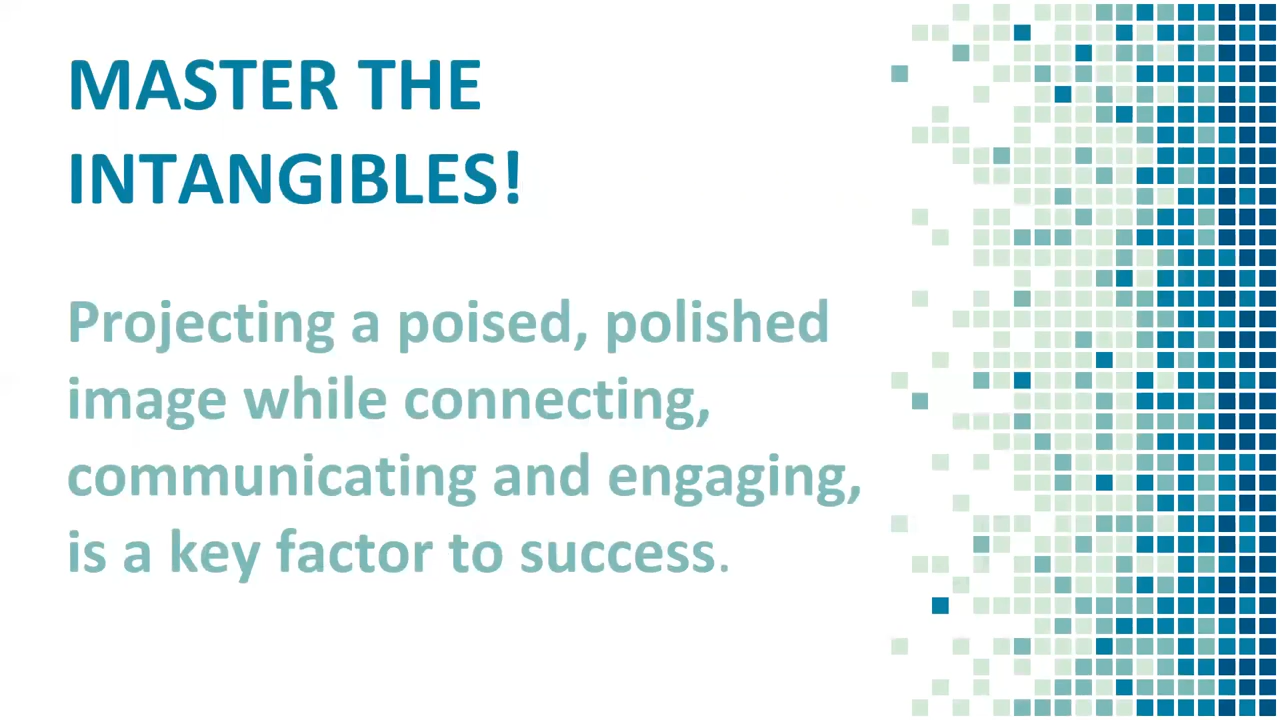 MASTER THE
INTANGIBLES!
Projecting a poised, polished
image while connecting,
communicating and engaging,
is a key factor to success.